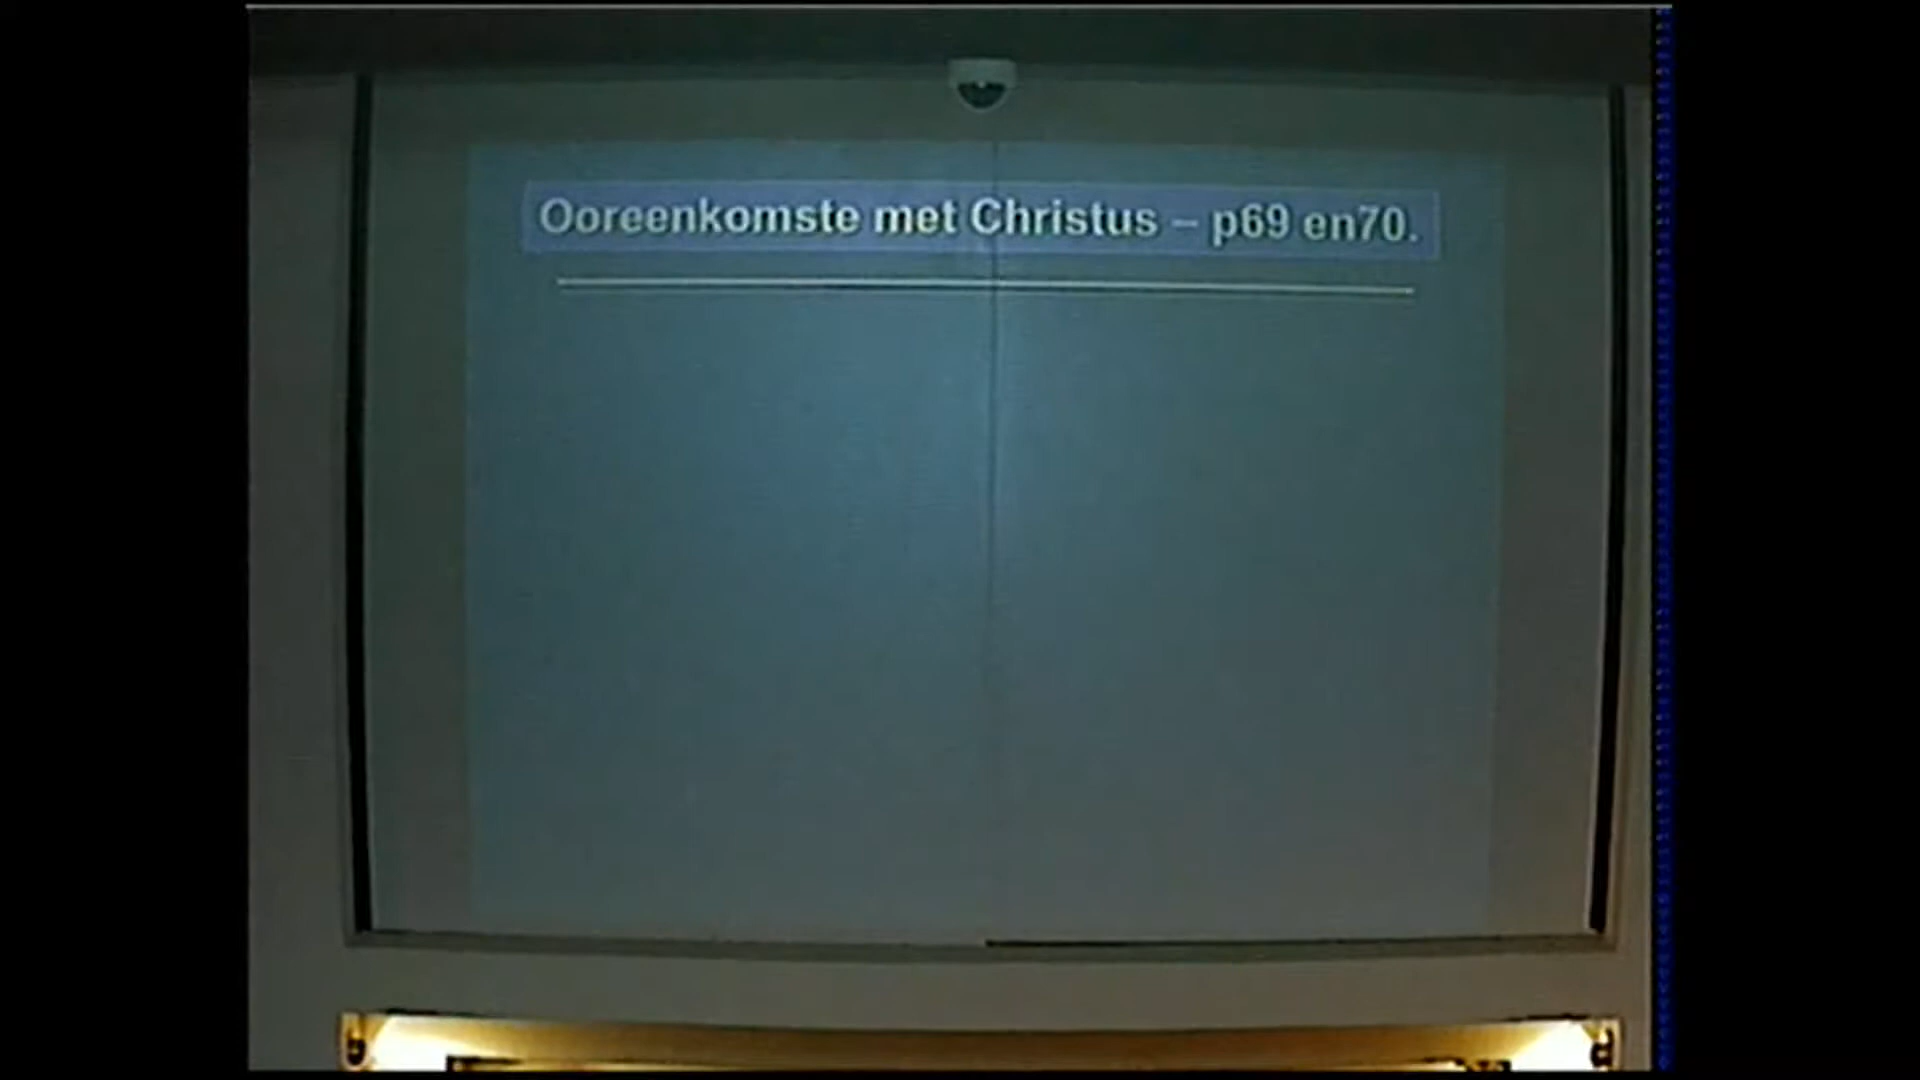 Ooreenkomste met Christus – p69 en70.